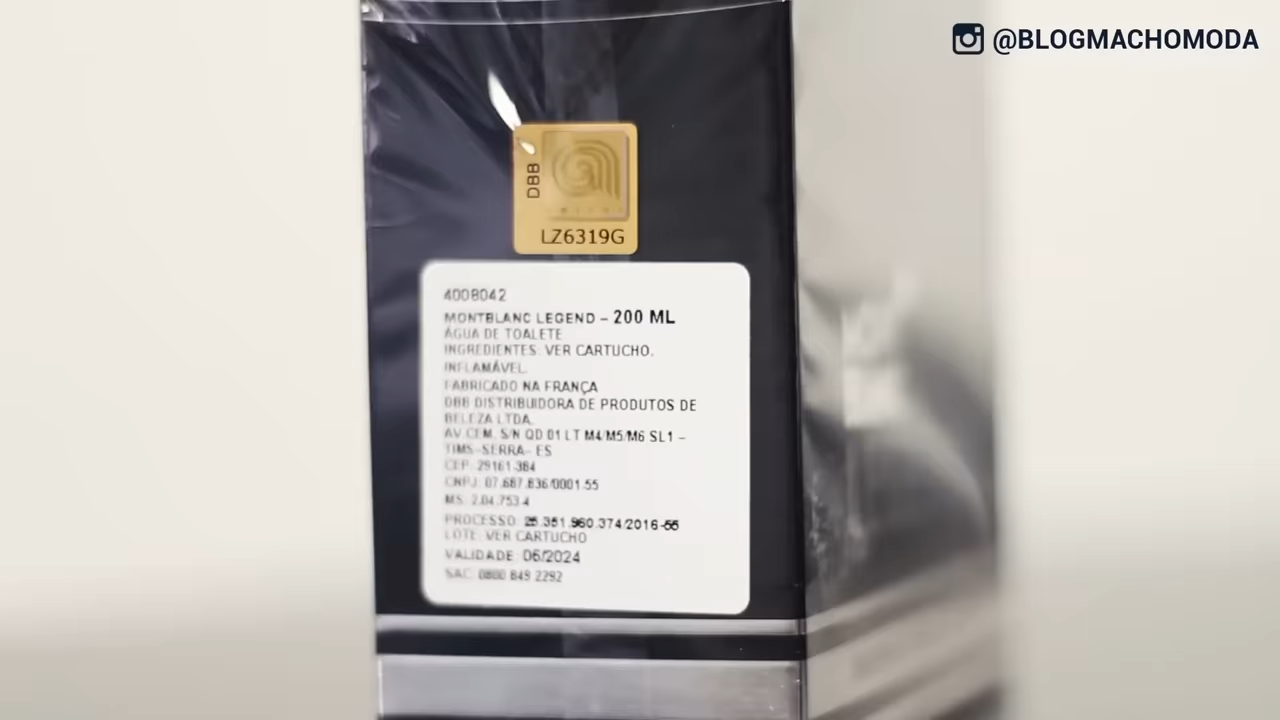 @BLOGMACHOMODA
DBB
LZ6319G
4008042
MONTBLANC LEGEND – 200 ML
ÁGUA DE TOALETE
INGREDIENTES: VER CARTUCHO.
INFLAMÁVEL.
FABRICADO NA FRANÇA
DBB DISTRIBUIDORA DE PRODUTOS DE
BELEZA LTDA.
AV CEM, S/N QD 01 LT M4/M5/M6 SL1 –
TIMS–SERRA– ES
CEP: 29161-384
CNPJ: 07.687.836/0001-55
MS: 2.04.753-4
PROCESSO: 25.351.960.374/2016-55
LOTE: VER CARTUCHO
VALIDADE: 06/2024
SAC: 0800 849 2292